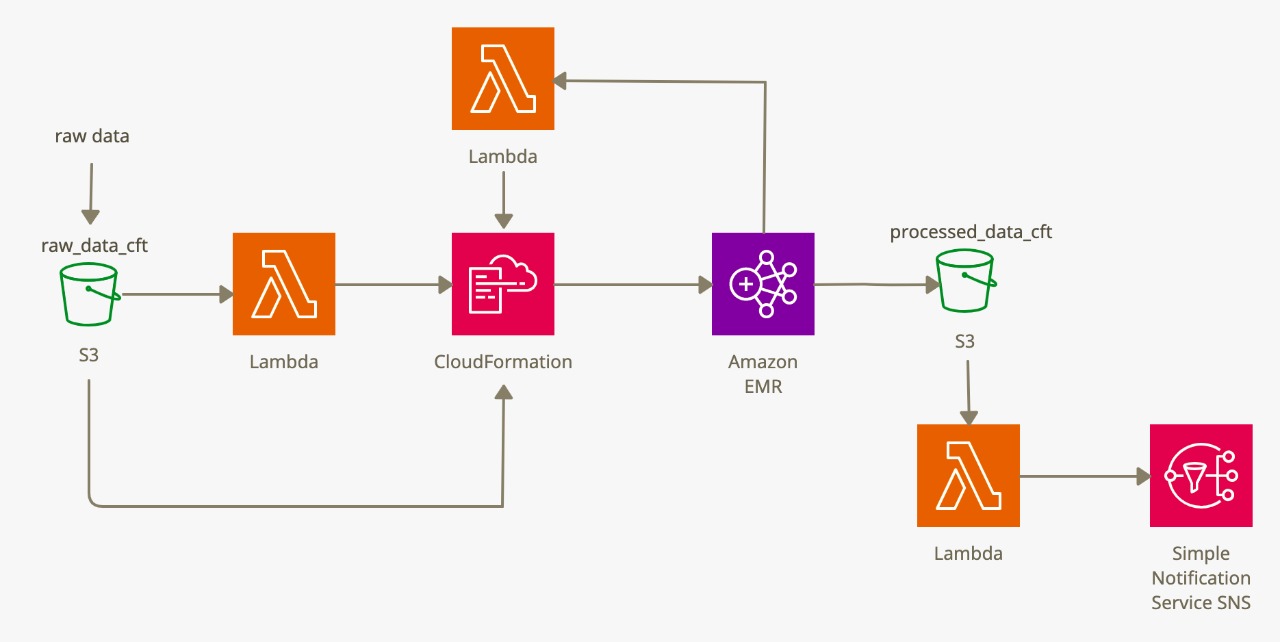 Lambda
raw data
raw_data_cft
S3
Lambda
CloudFormation
Amazon
EMR
processed_data_cft
S3
Lambda
Simple
Notification
Service SNS